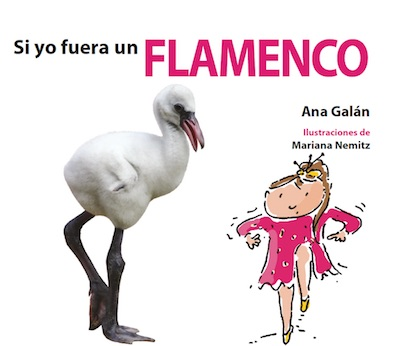 Si yo fuera un FLAMENCO
Ana Galán
Ilustraciones de
Mariana Nemitz